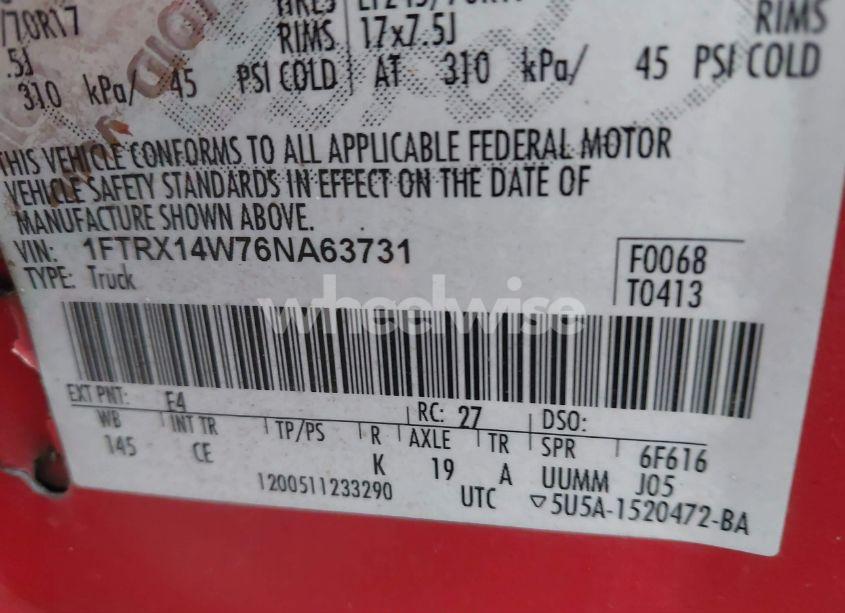 /70R17 RIMS 17x7.5J RIMS
.5J
310 kPa/ 45 PSI COLD AT 310 kPa/ 45 PSI COLD
THIS VEHICLE CONFORMS TO ALL APPLICABLE FEDERAL MOTOR
VEHICLE SAFETY STANDARDS IN EFFECT ON THE DATE OF
MANUFACTURE SHOWN ABOVE.
VIN: 1FTRX14W76NA63731
F0068
TYPE: Truck
T0413
wheelwise
EXT PNT: E4 RC: 27 DSO:
WB INT TR TP/PS R AXLE TR SPR 6F616
145 CE K 19 A UUMM J05
1200511233290 UTC ▽5U5A-1520472-BA